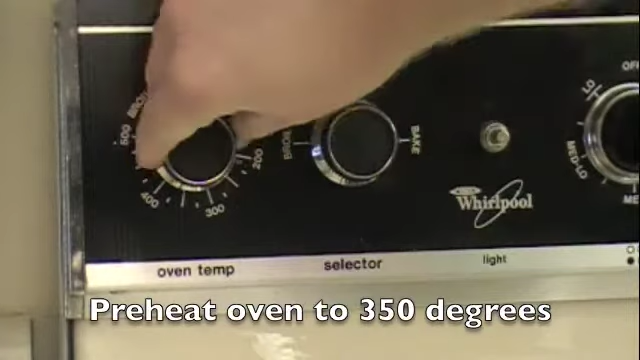 BROIL
500
400
300
200
oven temp
BROIL
BAKE
selector
light
Whirlpool
LO
MED-LO
ME
Preheat oven to 350 degrees